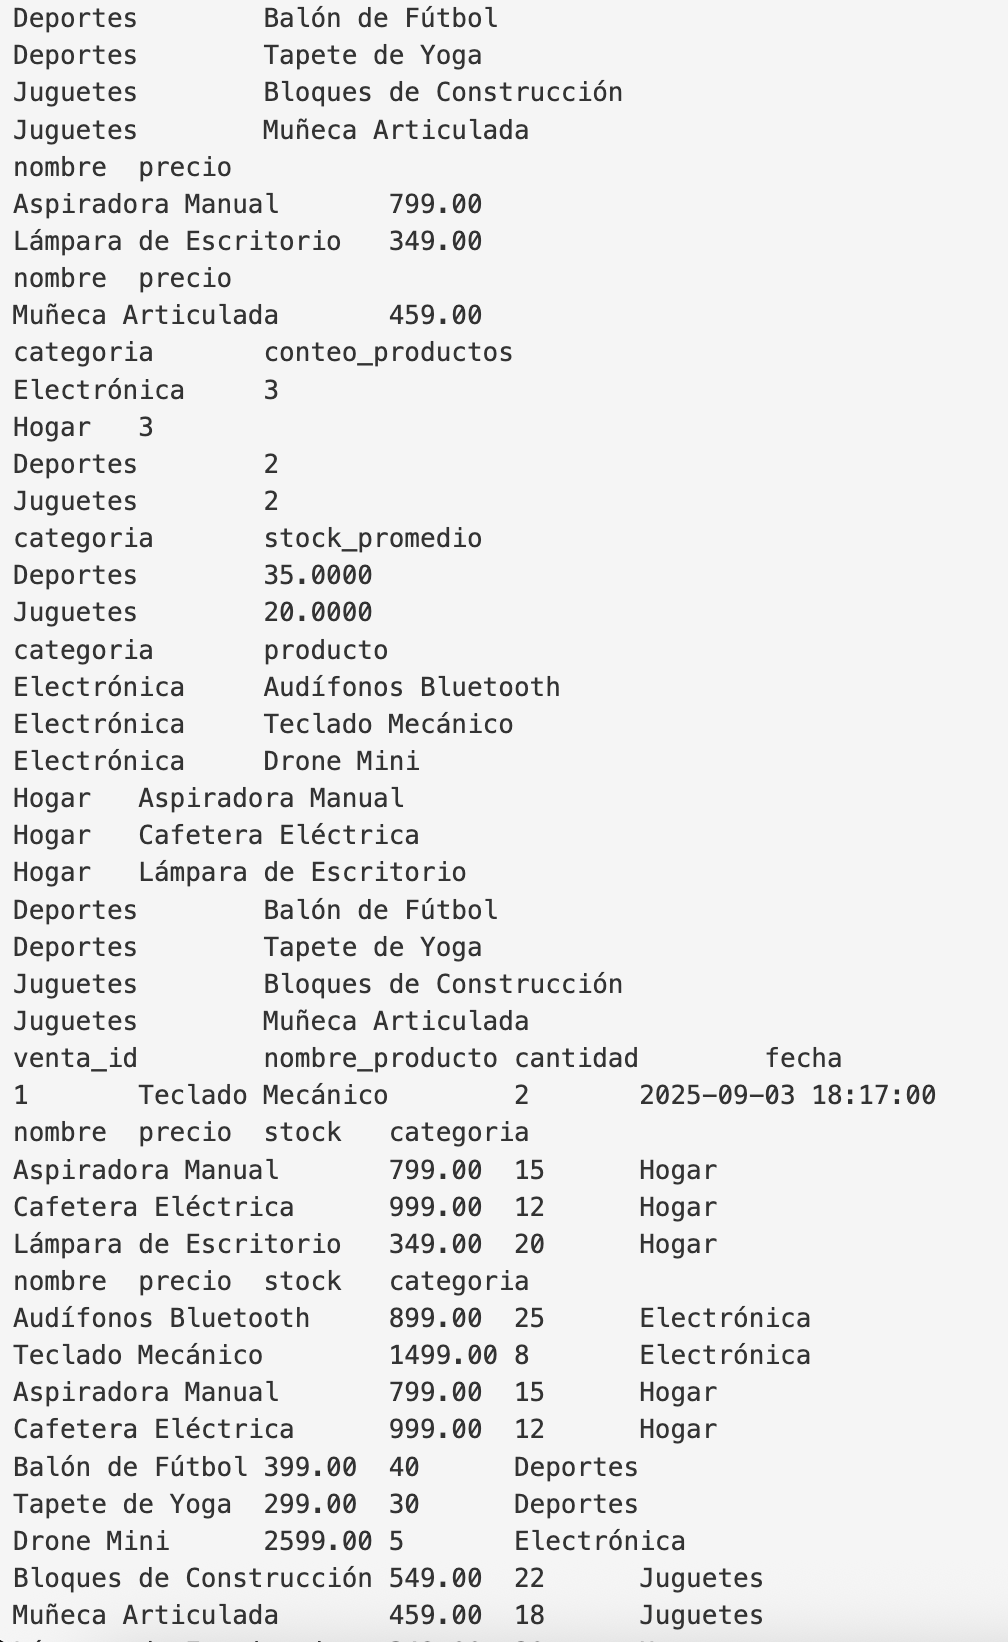 Deportes	Balón de Fútbol
Deportes	Tapete de Yoga
Juguetes	Bloques de Construcción
Juguetes	Muñeca Articulada
nombre	precio
Aspiradora Manual	799.00
Lámpara de Escritorio	349.00
nombre	precio
Muñeca Articulada	459.00
categoria	conteo_productos
Electrónica	3
Hogar	3
Deportes	2
Juguetes	2
categoria	stock_promedio
Deportes	35.0000
Juguetes	20.0000
categoria	producto
Electrónica	Audífonos Bluetooth
Electrónica	Teclado Mecánico
Electrónica	Drone Mini
Hogar	Aspiradora Manual
Hogar	Cafetera Eléctrica
Hogar	Lámpara de Escritorio
Deportes	Balón de Fútbol
Deportes	Tapete de Yoga
Juguetes	Bloques de Construcción
Juguetes	Muñeca Articulada
venta_id	nombre_producto	cantidad	fecha
1	Teclado Mecánico	2	2025-09-03 18:17:00
nombre	precio	stock	categoria
Aspiradora Manual	799.00	15	Hogar
Cafetera Eléctrica	999.00	12	Hogar
Lámpara de Escritorio	349.00	20	Hogar
nombre	precio	stock	categoria
Audífonos Bluetooth	899.00	25	Electrónica
Teclado Mecánico	1499.00	8	Electrónica
Aspiradora Manual	799.00	15	Hogar
Cafetera Eléctrica	999.00	12	Hogar
Balón de Fútbol	399.00	40	Deportes
Tapete de Yoga	299.00	30	Deportes
Drone Mini	2599.00	5	Electrónica
Bloques de Construcción	549.00	22	Juguetes
Muñeca Articulada	459.00	18	Juguetes